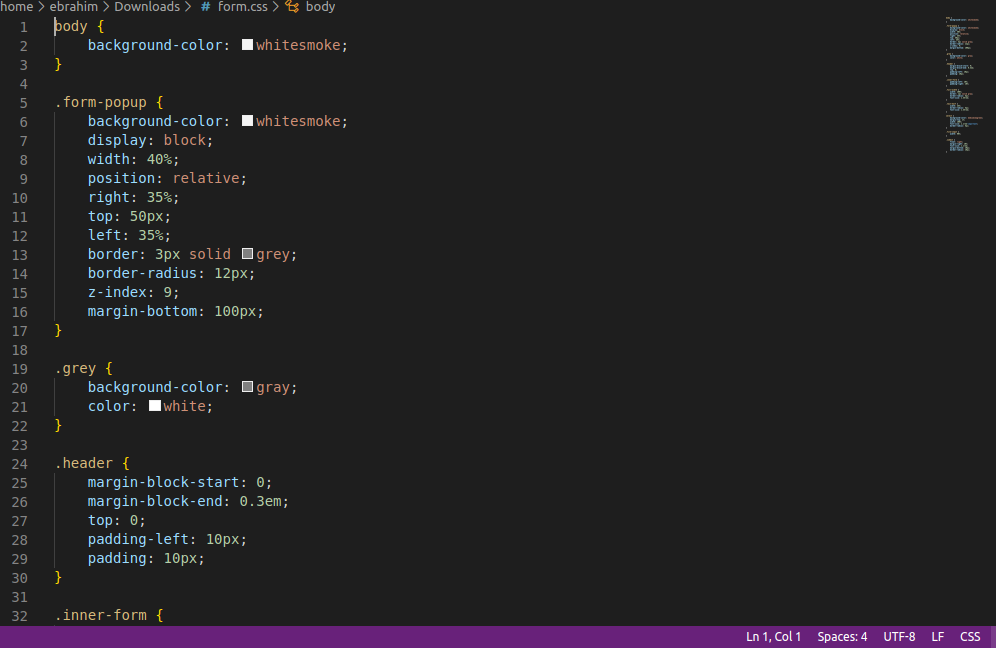 home > ebrahim > Downloads > # form.css > body
1 body {
2     background-color: whitesmoke;
3 }
4
5 .form-popup {
6     background-color: whitesmoke;
7     display: block;
8     width: 40%;
9     position: relative;
10     right: 35%;
11     top: 50px;
12     left: 35%;
13     border: 3px solid grey;
14     border-radius: 12px;
15     z-index: 9;
16     margin-bottom: 100px;
17 }
18
19 .grey {
20     background-color: gray;
21     color: white;
22 }
23
24 .header {
25     margin-block-start: 0;
26     margin-block-end: 0.3em;
27     top: 0;
28     padding-left: 10px;
29     padding: 10px;
30 }
31
32 .inner-form {
Ln 1, Col 1 Spaces: 4 UTF-8 LF CSS